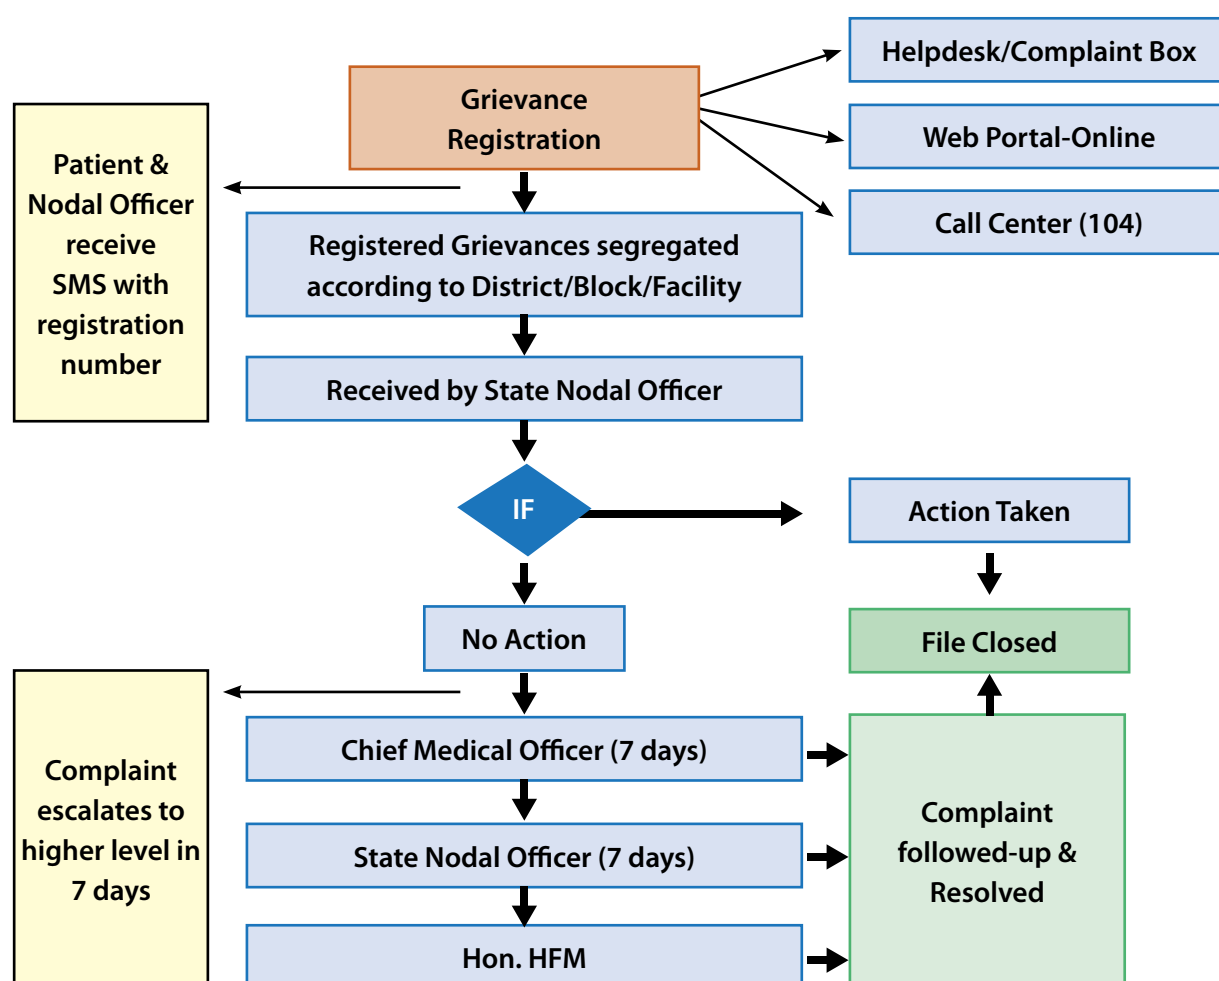 Helpdesk/Complaint Box
Grievance
Registration
Web Portal-Online
Call Center (104)
Patient &
Nodal Officer
receive
SMS with
registration
number
Registered Grievances segregated
according to District/Block/Facility
Received by State Nodal Officer
IF
Action Taken
No Action
File Closed
Complaint
escalates to
higher level in
7 days
Chief Medical Officer (7 days)
State Nodal Officer (7 days)
Hon. HFM
Complaint
followed-up &
Resolved